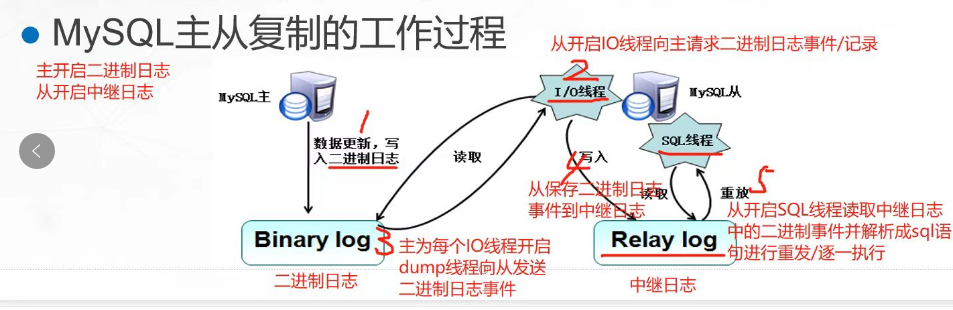 MySQL主从复制的工作过程
主开启二进制日志
从开启中继日志
从开启IO线程向主请求二进制日志事件/记录
MySQL主
1
数据更新，写
入二进制日志
读取
2
I/O线程
MySQL从
SQL线程
4
写入
从保存二进制日志
事件到中继日志
读取
重放
5
从开启SQL线程读取中继日志
中的二进制事件并解析成sql语
句进行重发/逐一执行
Binary log
3
主为每个IO线程开启
dump线程向从发送
二进制日志事件
Relay log
二进制日志
中继日志